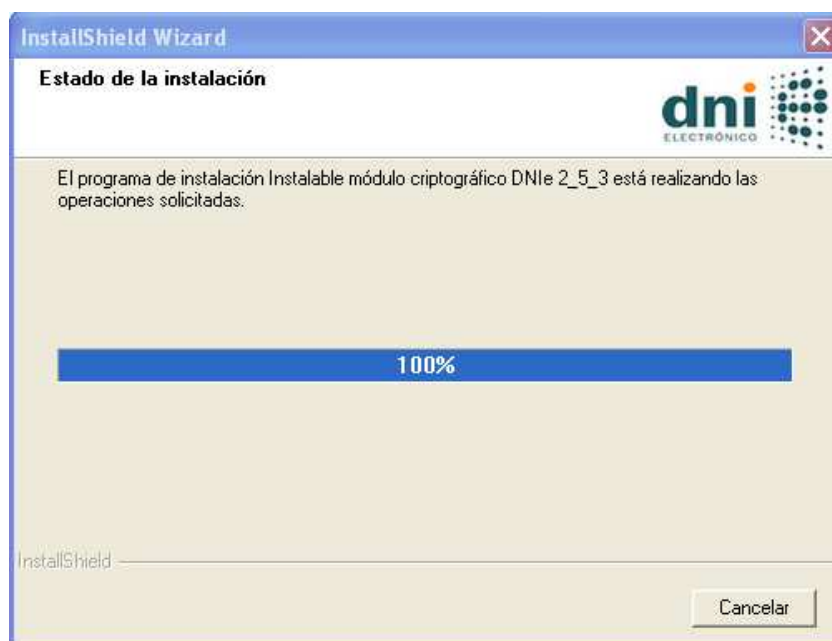 InstallShield Wizard
Estado de la instalación
dni
ELECTRÓNICO
El programa de instalación Instalable módulo criptográfico DNIe 2_5_3 está realizando las
operaciones solicitadas.
100%
InstallShield
Cancelar